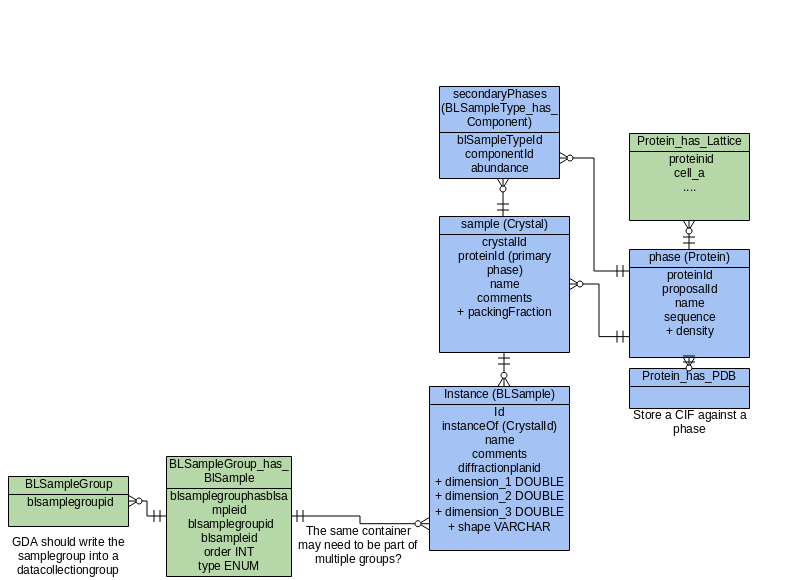 secondaryPhases
(BLSampleType_has_
Component)
blSampleTypeId
componentId
abundance
Protein_has_Lattice
proteinid
cell_a
....
sample (Crystal)
crystalId
proteinId (primary
phase)
name
comments
+ packingFraction
phase (Protein)
proteinId
proposalId
name
sequence
+ density
Protein_has_PDB
Store a CIF against a
phase
Instance (BLSample)
Id
instanceOf (CrystalId)
name
comments
diffractionplanid
+ dimension_1 DOUBLE
+ dimension_2 DOUBLE
+ dimension_3 DOUBLE
+ shape VARCHAR
BLSampleGroup_has_
BlSample
blsamplegrouphasblsa
mpleid
blsamplegroupid
blsampleid
order INT
type ENUM
BLSampleGroup
blsamplegroupid
GDA should write the
samplegroup into a
datacollectiongroup
The same container
may need to be part of
multiple groups?